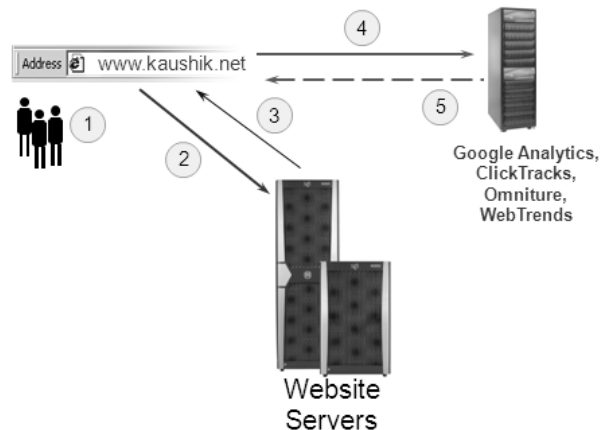 4
Address www.kaushik.net
5
1
3
2
Google Analytics,
ClickTracks,
Omniture,
WebTrends
Website
Servers